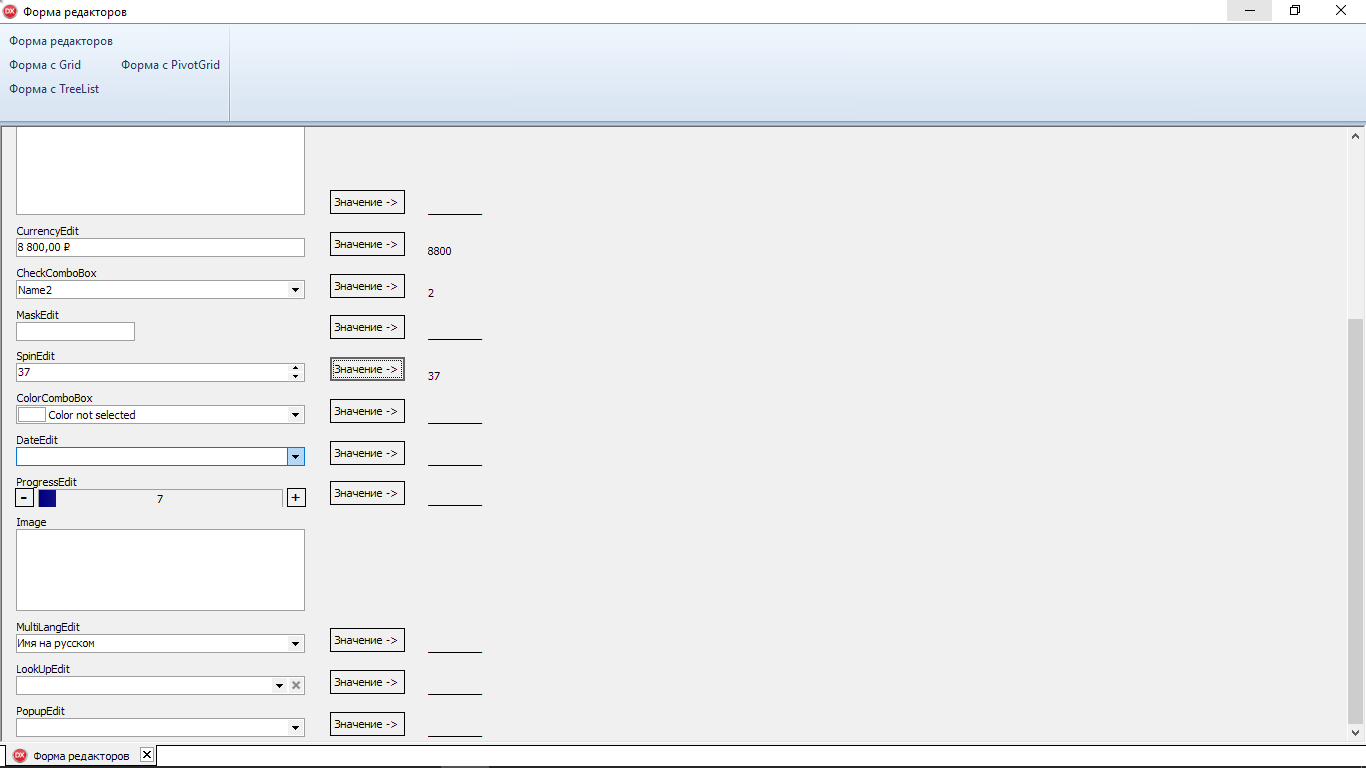 DX Форма редакторов
Форма редакторов
Форма с Grid Форма с PivotGrid
Форма с TreeList
Значение ->
CurrencyEdit
8 800,00 ₽ Значение -> 8800
CheckComboBox
Name2 Значение -> 2
MaskEdit
Значение ->
SpinEdit
37 Значение -> 37
ColorComboBox
Color not selected Значение ->
DateEdit
Значение ->
ProgressEdit
- 7 + Значение ->
Image
MultiLangEdit
Имя на русском Значение ->
LookUpEdit
Значение ->
PopupEdit
Значение ->
DX Форма редакторов